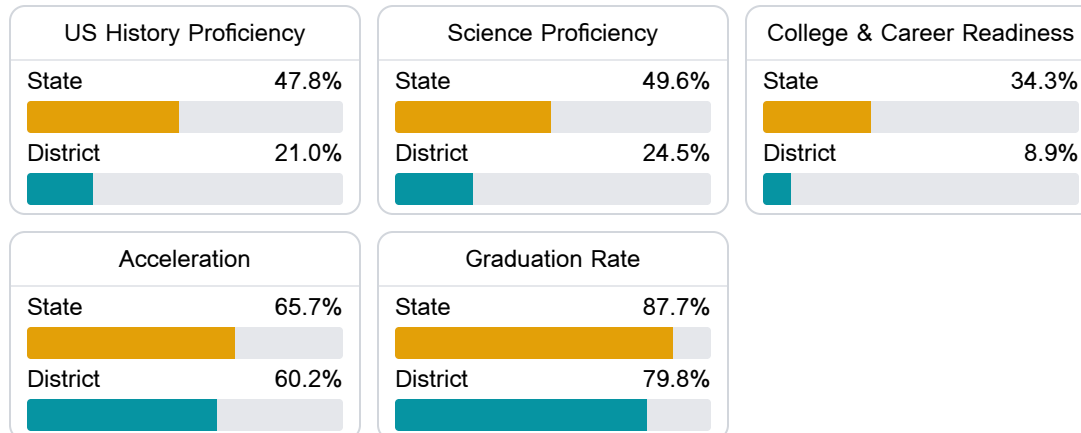 US History Proficiency
State 47.8%
District 21.0%
Science Proficiency
State 49.6%
District 24.5%
College & Career Readiness
State 34.3%
District 8.9%
Acceleration
State 65.7%
District 60.2%
Graduation Rate
State 87.7%
District 79.8%